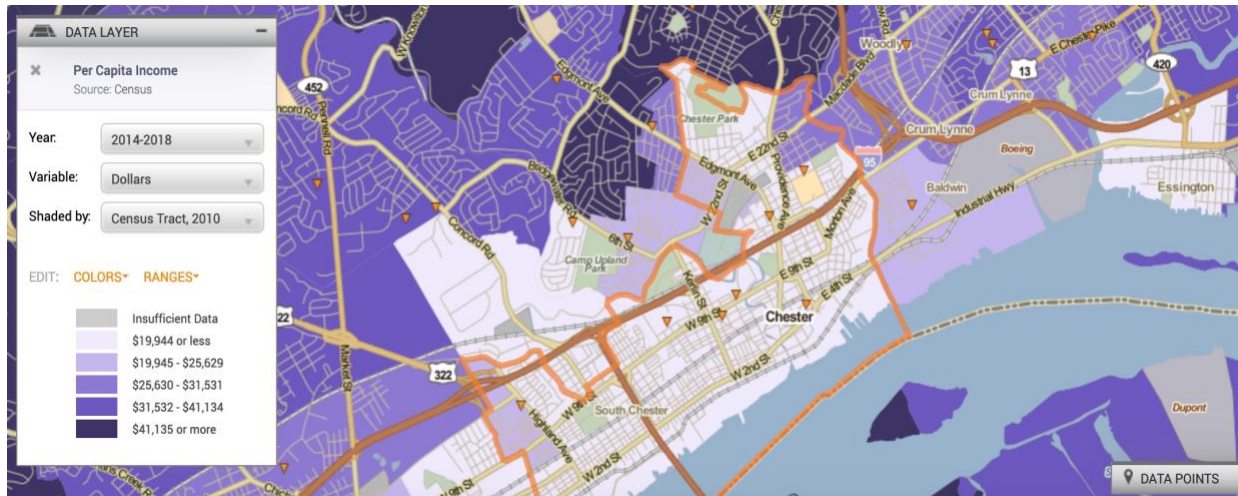 DATA LAYER
Per Capita Income
Source: Census
Year:
2014-2018
Variable:
Dollars
Shaded by:
Census Tract, 2010
EDIT:
COLORS
RANGES
Insufficient Data
$19,944 or less
$19,945 - $25,629
$25,630 - $31,531
$31,532 - $41,134
$41,135 or more
452
Pennell Rd
Concord Rd
Edgmont Ave
Bridgewater Rd
6th St
Camp Upland
Park
Chester Park
Edgmont Ave
E 22nd St
W 22nd St
Providence Ave
Morton Ave
Macdade Blvd
Woodly
E Chester Pike
13
420
Crum Lynne
Crum Lynne
95
Boeing
Baldwin
Industrial Hwy
Essington
Kerlin St
E 9th St
E 4th St
W 9th St
Chester
W 2nd St
22
322
Market St
W 9th St
South Chester
Highland Ave
W 2nd St
Dupont
DATA POINTS